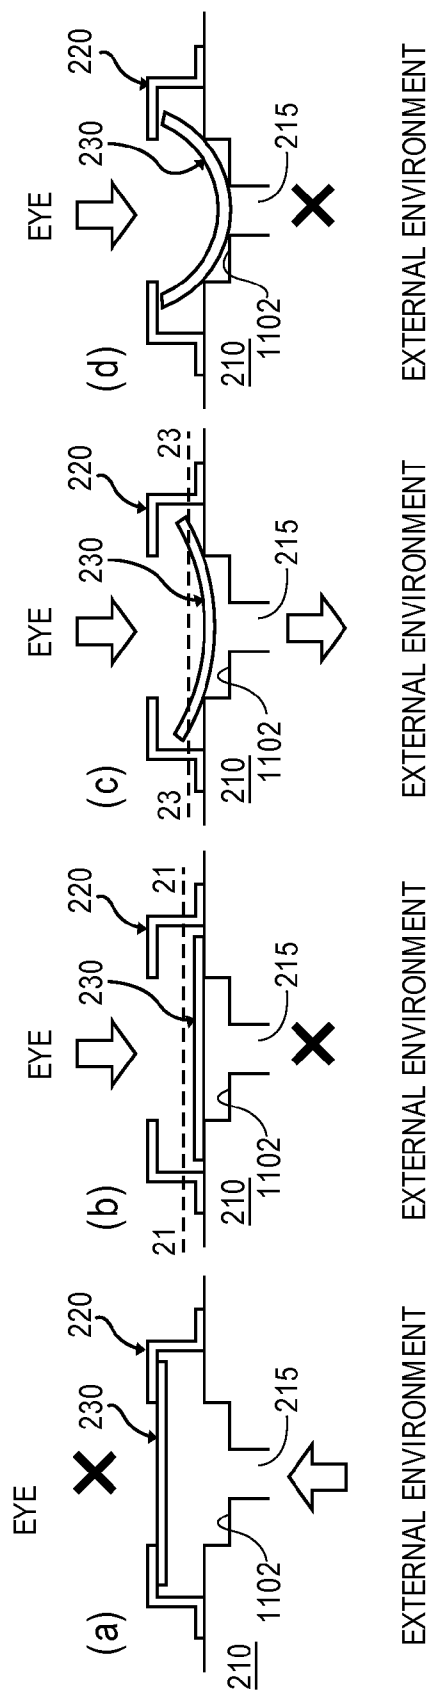 (a)
EYE
220
230
215
1102
210
EXTERNAL ENVIRONMENT
(b)
EYE
220
230
21
21
215
1102
210
EXTERNAL ENVIRONMENT
(c)
EYE
220
230
23
23
215
1102
210
EXTERNAL ENVIRONMENT
(d)
EYE
220
230
215
1102
210
EXTERNAL ENVIRONMENT